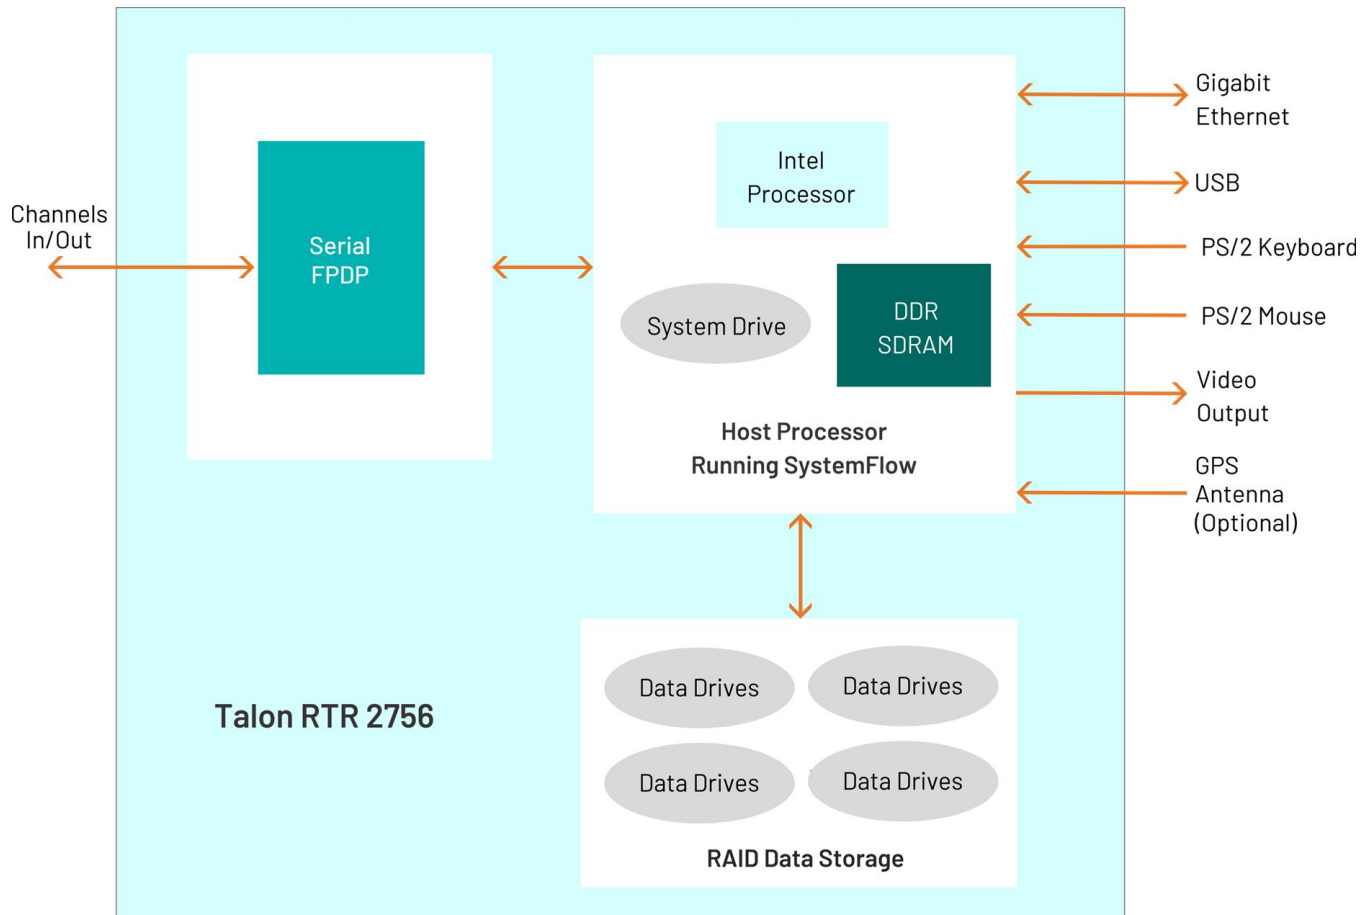 Channels
In/Out
Serial
FPDP
Intel
Processor
System Drive
DDR
SDRAM
Host Processor
Running SystemFlow
Gigabit
Ethernet
USB
PS/2 Keyboard
PS/2 Mouse
Video
Output
GPS
Antenna
(Optional)
Talon RTR 2756
Data Drives
Data Drives
Data Drives
Data Drives
RAID Data Storage